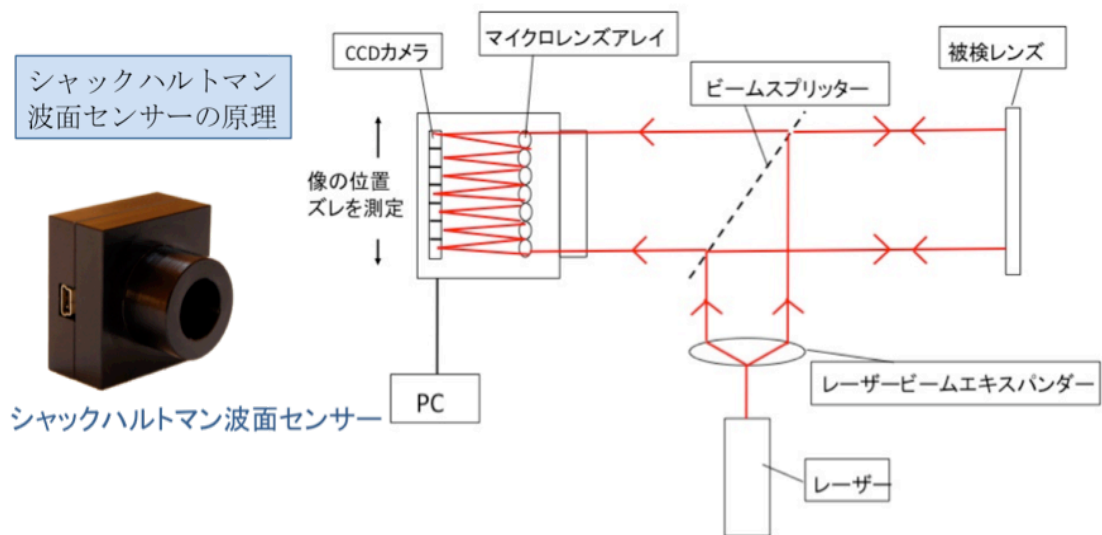 シャックハルトマン
波面センサーの原理
CCDカメラ
マイクロレンズアレイ
ビームスプリッター
被検レンズ
像の位置
ズレを測定
PC
シャックハルトマン波面センサー
レーザービームエキスパンダー
レーザー